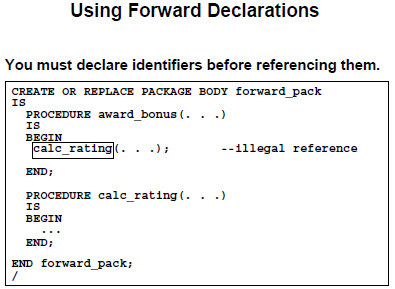 Using Forward Declarations
You must declare identifiers before referencing them.
CREATE OR REPLACE PACKAGE BODY forward_pack
IS
PROCEDURE award_bonus(. . .)
IS
BEGIN
calc_rating(. . .); --illegal reference
END;
PROCEDURE calc_rating(. . .)
IS
BEGIN
...
END;
END forward_pack;
/